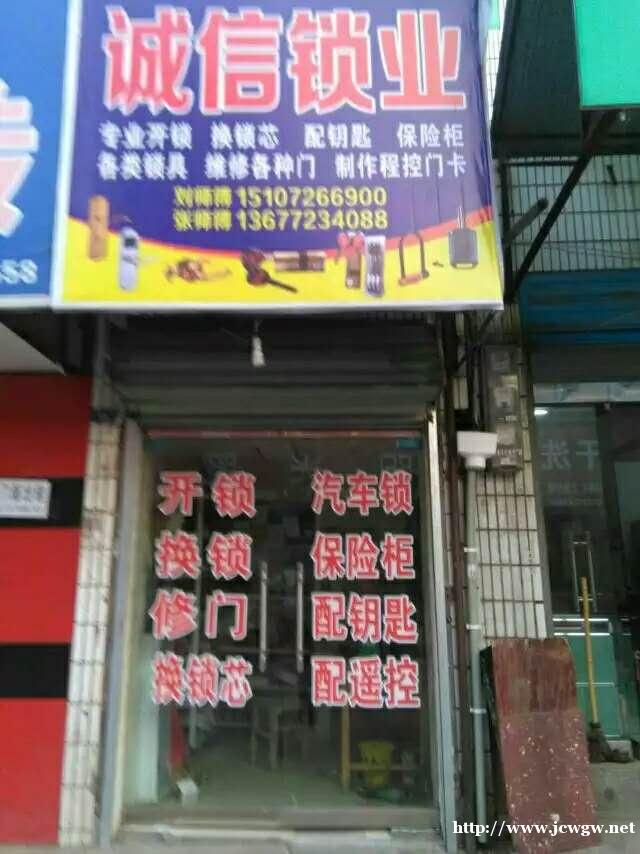 诚信锁业
专业开锁 换锁芯 配钥匙 保险柜
各类锁具 维修各种门 制作程控门卡
刘师傅 15107266900
张师傅 13677234088
558
开锁 汽车锁
换锁 保险柜
修门 配钥匙
换锁芯 配遥控
干洗
http://www.jcwgw.net